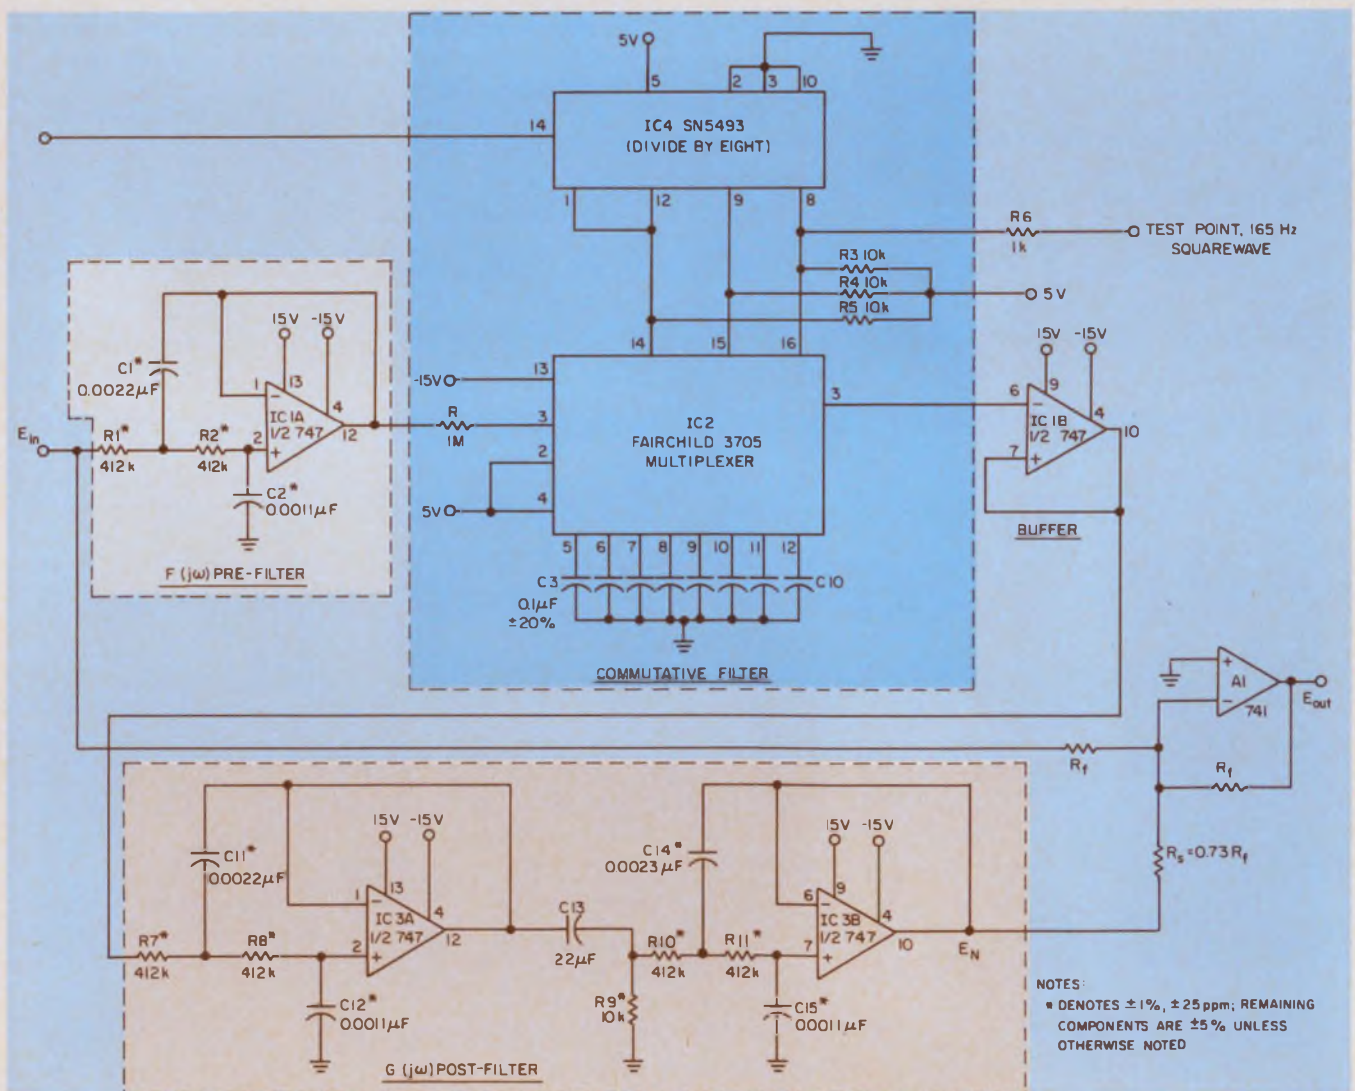 5V
5
2
3
10
14
IC4 SN5493
(DIVIDE BY EIGHT)
1
12
9
8
R6
1k
TEST POINT, 165 Hz
SQUAREWAVE
R3 10k
R4 10k
R5 10k
5V
14
15
16
15V
-15V
C1*
0.0022µF
1
13
4
IC 1A
1/2 747
12
2
Ein
R1*
412k
R2*
412k
C2*
0.0011µF
F (jω) PRE-FILTER
-15V
13
R
1M
3
2
4
5V
IC2
FAIRCHILD 3705
MULTIPLEXER
3
5
6
7
8
9
10
11
12
C3
0.1µF
±20%
C10
COMMUTATIVE FILTER
15V
-15V
6
9
4
IC 1B
1/2 747
10
7
BUFFER
A1
741
Eout
Rf
Rf
Rs=0.73Rf
15V
-15V
C11*
0.0022µF
1
13
4
IC 3A
1/2 747
12
2
R7*
412k
R8*
412k
C12*
0.0011µF
C13
22µF
R9*
10k
C14*
0.0023µF
R10*
412k
R11*
412k
15V
-15V
6
9
4
IC 3B
1/2 747
10
7
C15*
0.0011µF
EN
G (jω) POST-FILTER
NOTES:
* DENOTES ±1%, ±25 ppm; REMAINING
COMPONENTS ARE ±5% UNLESS
OTHERWISE NOTED